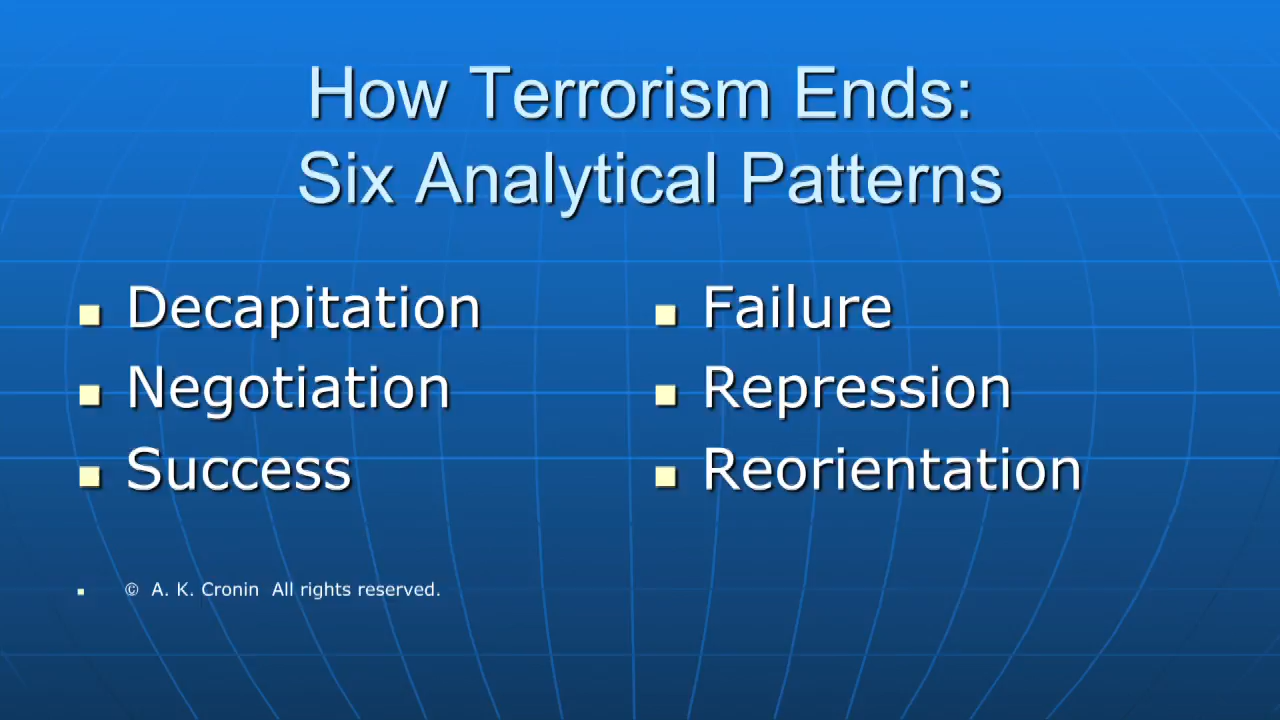 How Terrorism Ends:
Six Analytical Patterns
Decapitation
Negotiation
Success
Failure
Repression
Reorientation
© A. K. Cronin All rights reserved.